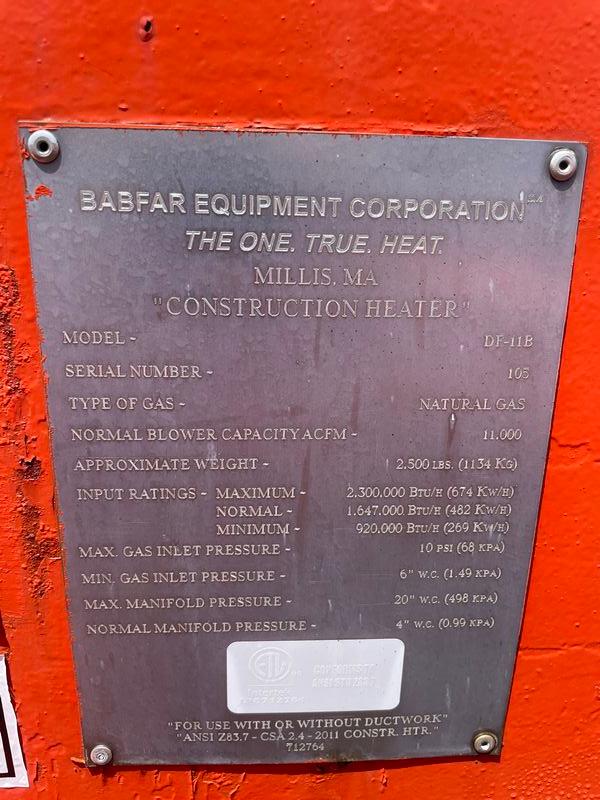 BABFAR EQUIPMENT CORPORATION
THE ONE. TRUE. HEAT.
MILLIS, MA
"CONSTRUCTION HEATER"
MODEL - DF-11B
SERIAL NUMBER - 105
TYPE OF GAS - NATURAL GAS
NORMAL BLOWER CAPACITY ACFM - 11,000
APPROXIMATE WEIGHT - 2,500 LBS. (1134 KG)
INPUT RATINGS - MAXIMUM - 2,300,000 BTU/H (674 KW/H)
NORMAL - 1,647,000 BTU/H (482 KW/H)
MINIMUM - 920,000 BTU/H (269 KW/H)
MAX. GAS INLET PRESSURE - 10 PSI (68 KPA)
MIN. GAS INLET PRESSURE - 6" W.C. (1.49 KPA)
MAX. MANIFOLD PRESSURE - 20" W.C. (498 KPA)
NORMAL MANIFOLD PRESSURE - 4" W.C. (0.99 KPA)
ETL
CONFORMS TO
Intertek
"FOR USE WITH OR WITHOUT DUCTWORK"
"ANSI Z83.7 - CSA 2.4 - 2011 CONSTR. HTR."
712764